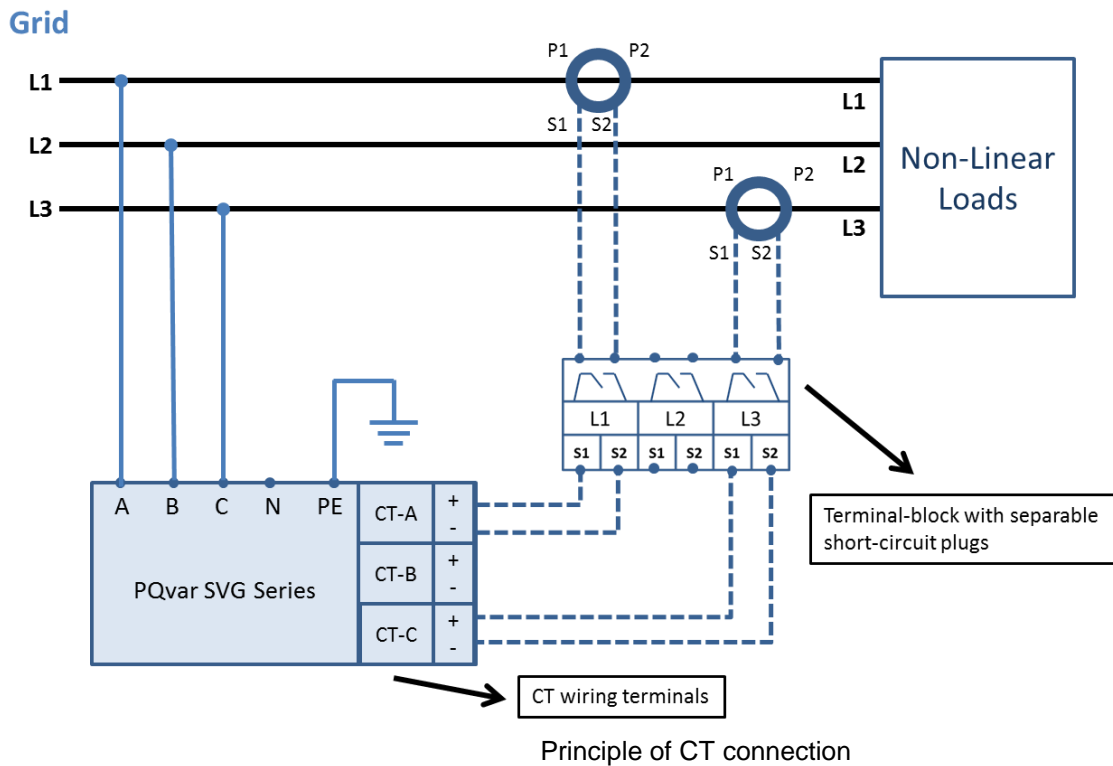 Grid
P1 P2
L1 L1
S1 S2
L2 L2
Non-Linear
Loads
P1 P2
L3 L3
S1 S2
L1 L2 L3
S1 S2 S1 S2 S1 S2
A B C N PE
CT-A + -
CT-B + -
CT-C + -
PQvar SVG Series
Terminal-block with separable
short-circuit plugs
CT wiring terminals
Principle of CT connection